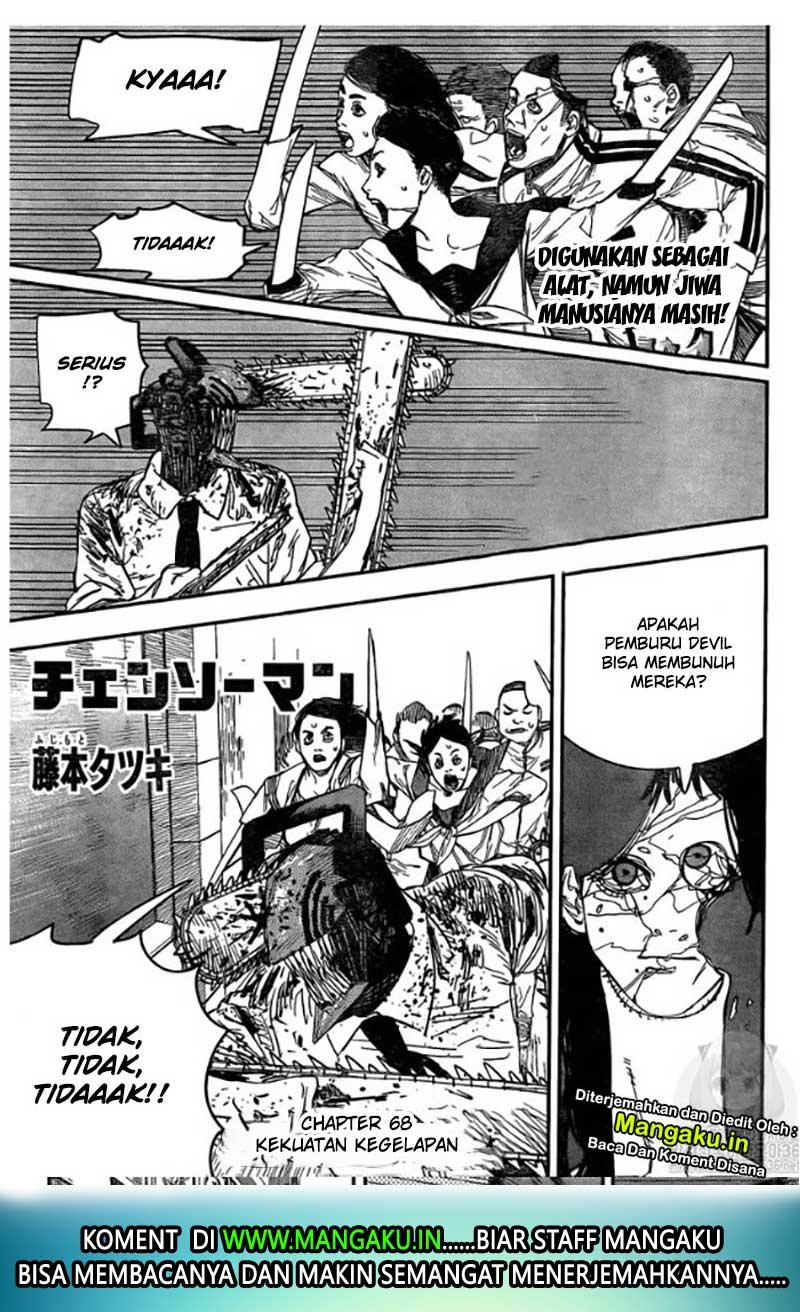 KYAAA!
TIDAAAK!
DIGUNAKAN SEBAGAI
ALAT, NAMUN JIWA
MANUSIANYA MASIH!
SERIUS
!?
APAKAH
PEMBURU DEVIL
BISA MEMBUNUH
MEREKA?
チェンソーマン
ふじもと
藤本タツキ
TIDAK,
TIDAK,
TIDAAAK!!
CHAPTER 68
KEKUATAN KEGELAPAN
Diterjemahkan dan Diedit Oleh :
Mangaku.in
Baca Dan Koment Disana
KOMENT DI WWW.MANGAKU.IN......BIAR STAFF MANGAKU
BISA MEMBACANYA DAN MAKIN SEMANGAT MENERJEMAHKANNYA.....